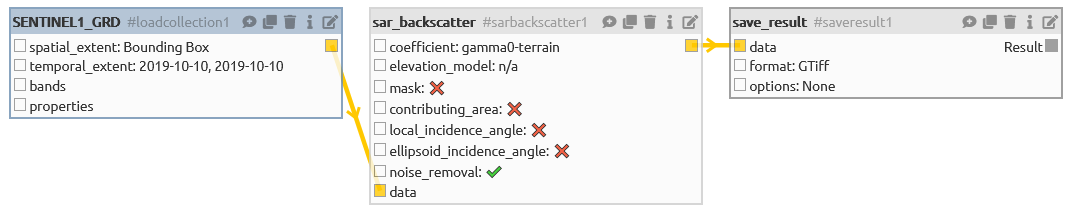 SENTINEL1_GRD #loadcollection1
spatial_extent: Bounding Box
temporal_extent: 2019-10-10, 2019-10-10
bands
properties
sar_backscatter #sarbackscatter1
coefficient: gamma0-terrain
elevation_model: n/a
mask:
contributing_area:
local_incidence_angle:
ellipsoid_incidence_angle:
noise_removal:
data
save_result #saveresult1
data Result
format: GTiff
options: None